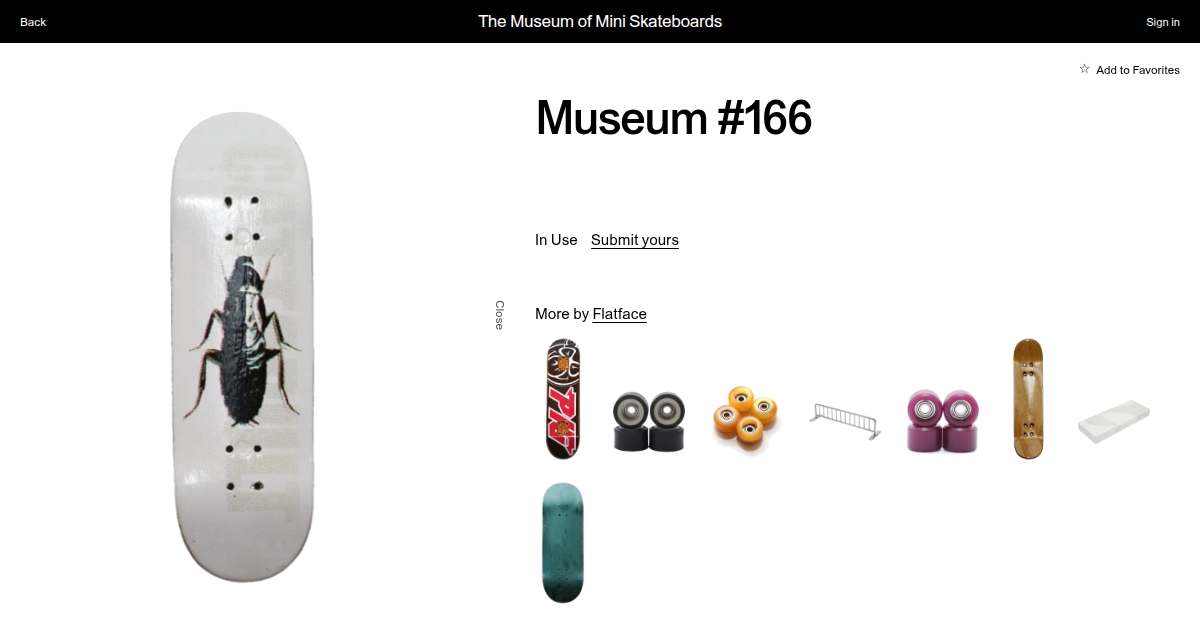 Back
The Museum of Mini Skateboards
Sign in
☆ Add to Favorites
Museum #166
In Use Submit yours
Close
More by Flatface